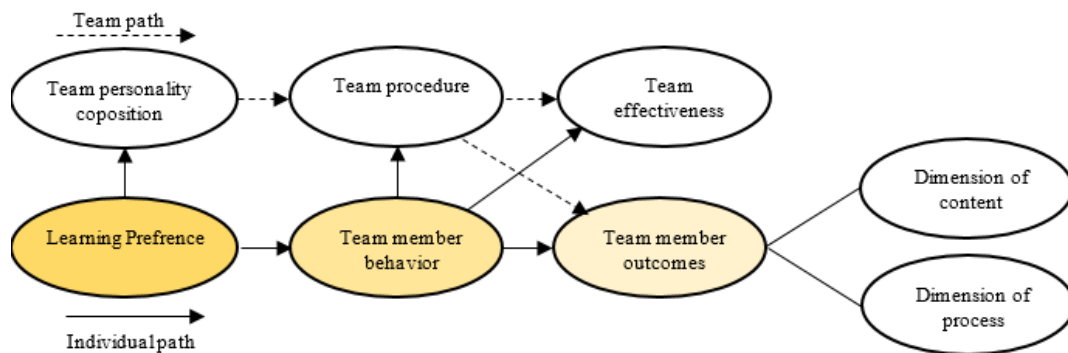 Team path
Team personality
coposition
Team procedure
Team
effectiveness
Dimension of
content
Learning Prefrence
Team member
behavior
Team member
outcomes
Dimension of
process
Individual path